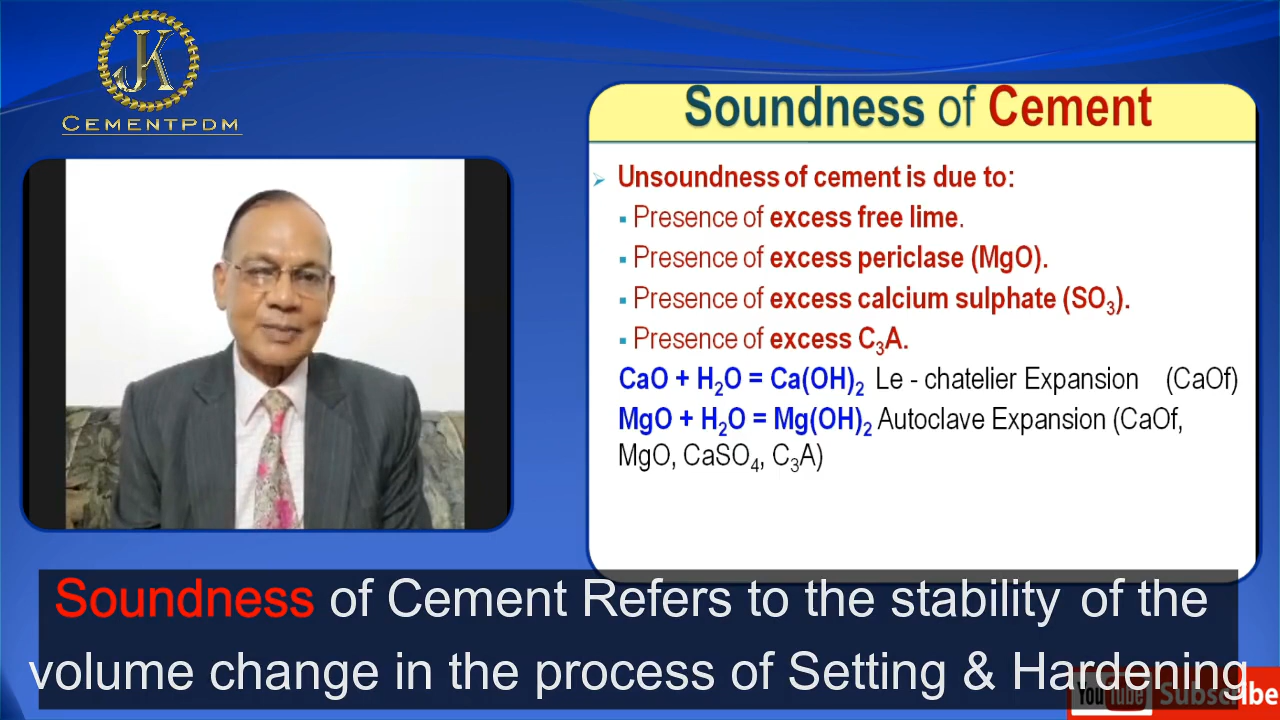 JK
CEMENTPDM
Soundness of Cement
➢ Unsoundness of cement is due to:
▪ Presence of excess free lime.
▪ Presence of excess periclase (MgO).
▪ Presence of excess calcium sulphate (SO₃).
▪ Presence of excess C₃A.
CaO + H₂O = Ca(OH)₂ Le - chatelier Expansion (CaOf)
MgO + H₂O = Mg(OH)₂ Autoclave Expansion (CaOf,
MgO, CaSO₄, C₃A)
Soundness of Cement Refers to the stability of the
volume change in the process of Setting & Hardening
YouTube Subscribe